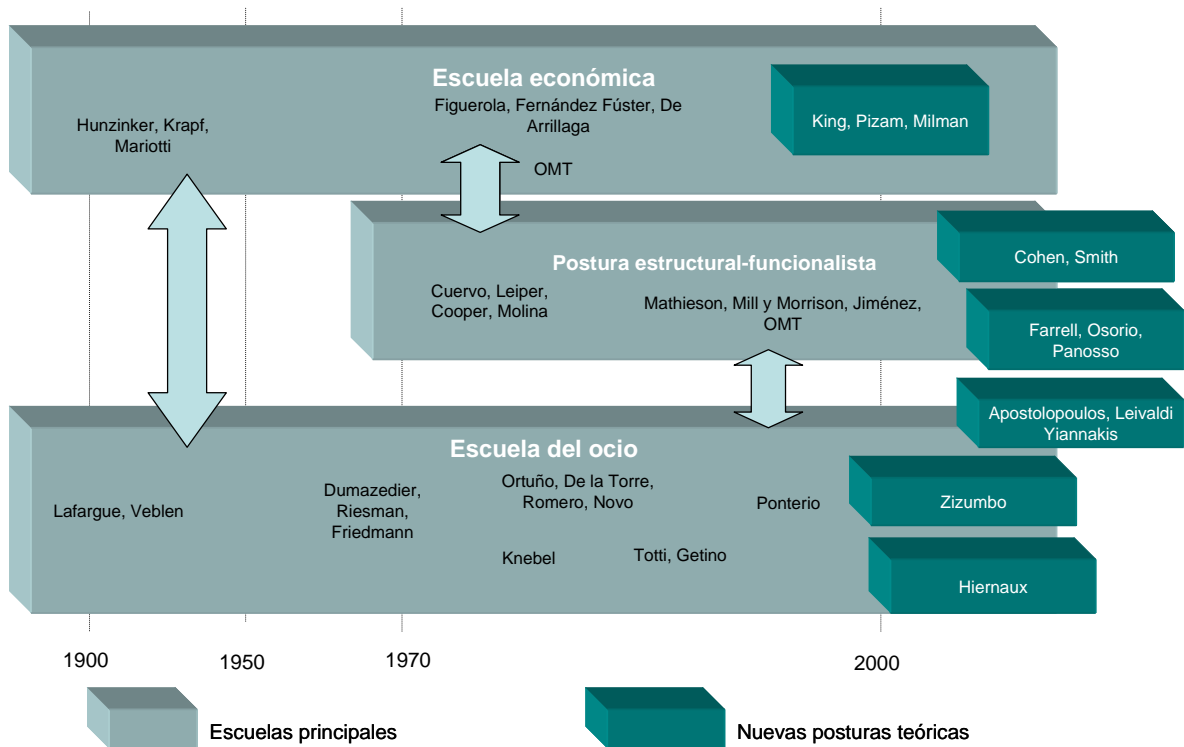 Escuela económica
Hunzinker, Krapf,
Mariotti
Figuerola, Fernández Fúster, De
Arrillaga
OMT
King, Pizam, Milman
Postura estructural-funcionalista
Cuervo, Leiper,
Cooper, Molina
Mathieson, Mill y Morrison, Jiménez,
OMT
Cohen, Smith
Farrell, Osorio,
Panosso
Apostolopoulos, Leivaldi
Yiannakis
Escuela del ocio
Lafargue, Veblen
Dumazedier,
Riesman,
Friedmann
Ortuño, De la Torre,
Romero, Novo
Knebel
Totti, Getino
Ponterio
Zizumbo
Hiernaux
1900
1950
1970
2000
Escuelas principales
Nuevas posturas teóricas